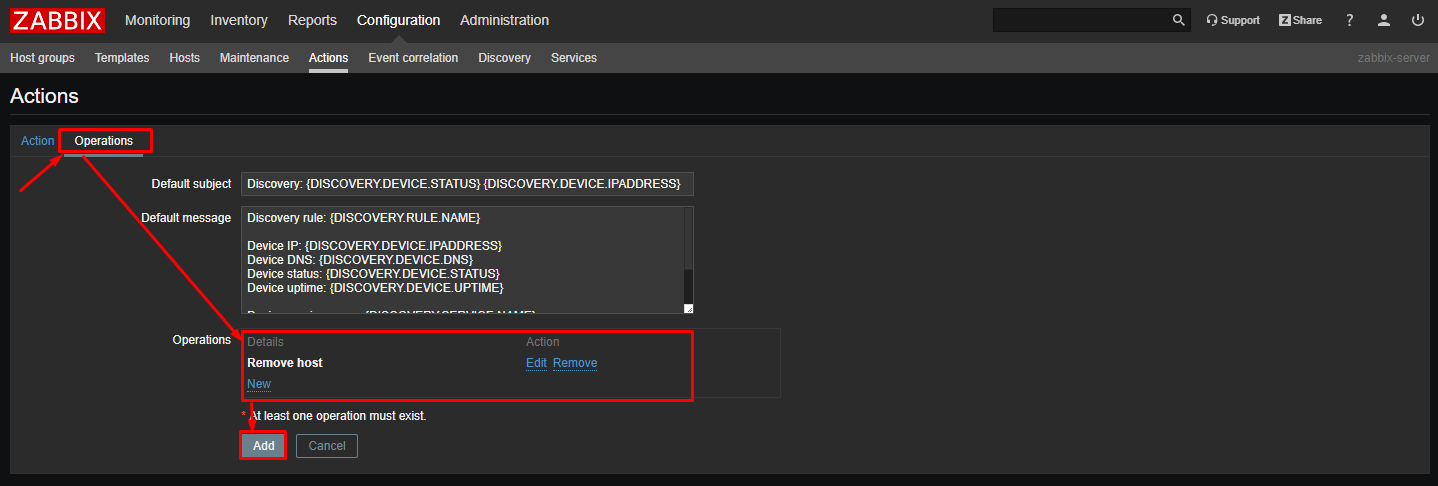 ZABBIX Monitoring Inventory Reports Configuration Administration Support Z Share ?
Host groups Templates Hosts Maintenance Actions Event correlation Discovery Services zabbix-server
Actions
Action Operations
Default subject Discovery: {DISCOVERY.DEVICE.STATUS} {DISCOVERY.DEVICE.IPADDRESS}
Default message Discovery rule: {DISCOVERY.RULE.NAME}
Device IP: {DISCOVERY.DEVICE.IPADDRESS}
Device DNS: {DISCOVERY.DEVICE.DNS}
Device status: {DISCOVERY.DEVICE.STATUS}
Device uptime: {DISCOVERY.DEVICE.UPTIME}
Operations Details Action
Remove host Edit Remove
New
* At least one operation must exist.
Add Cancel